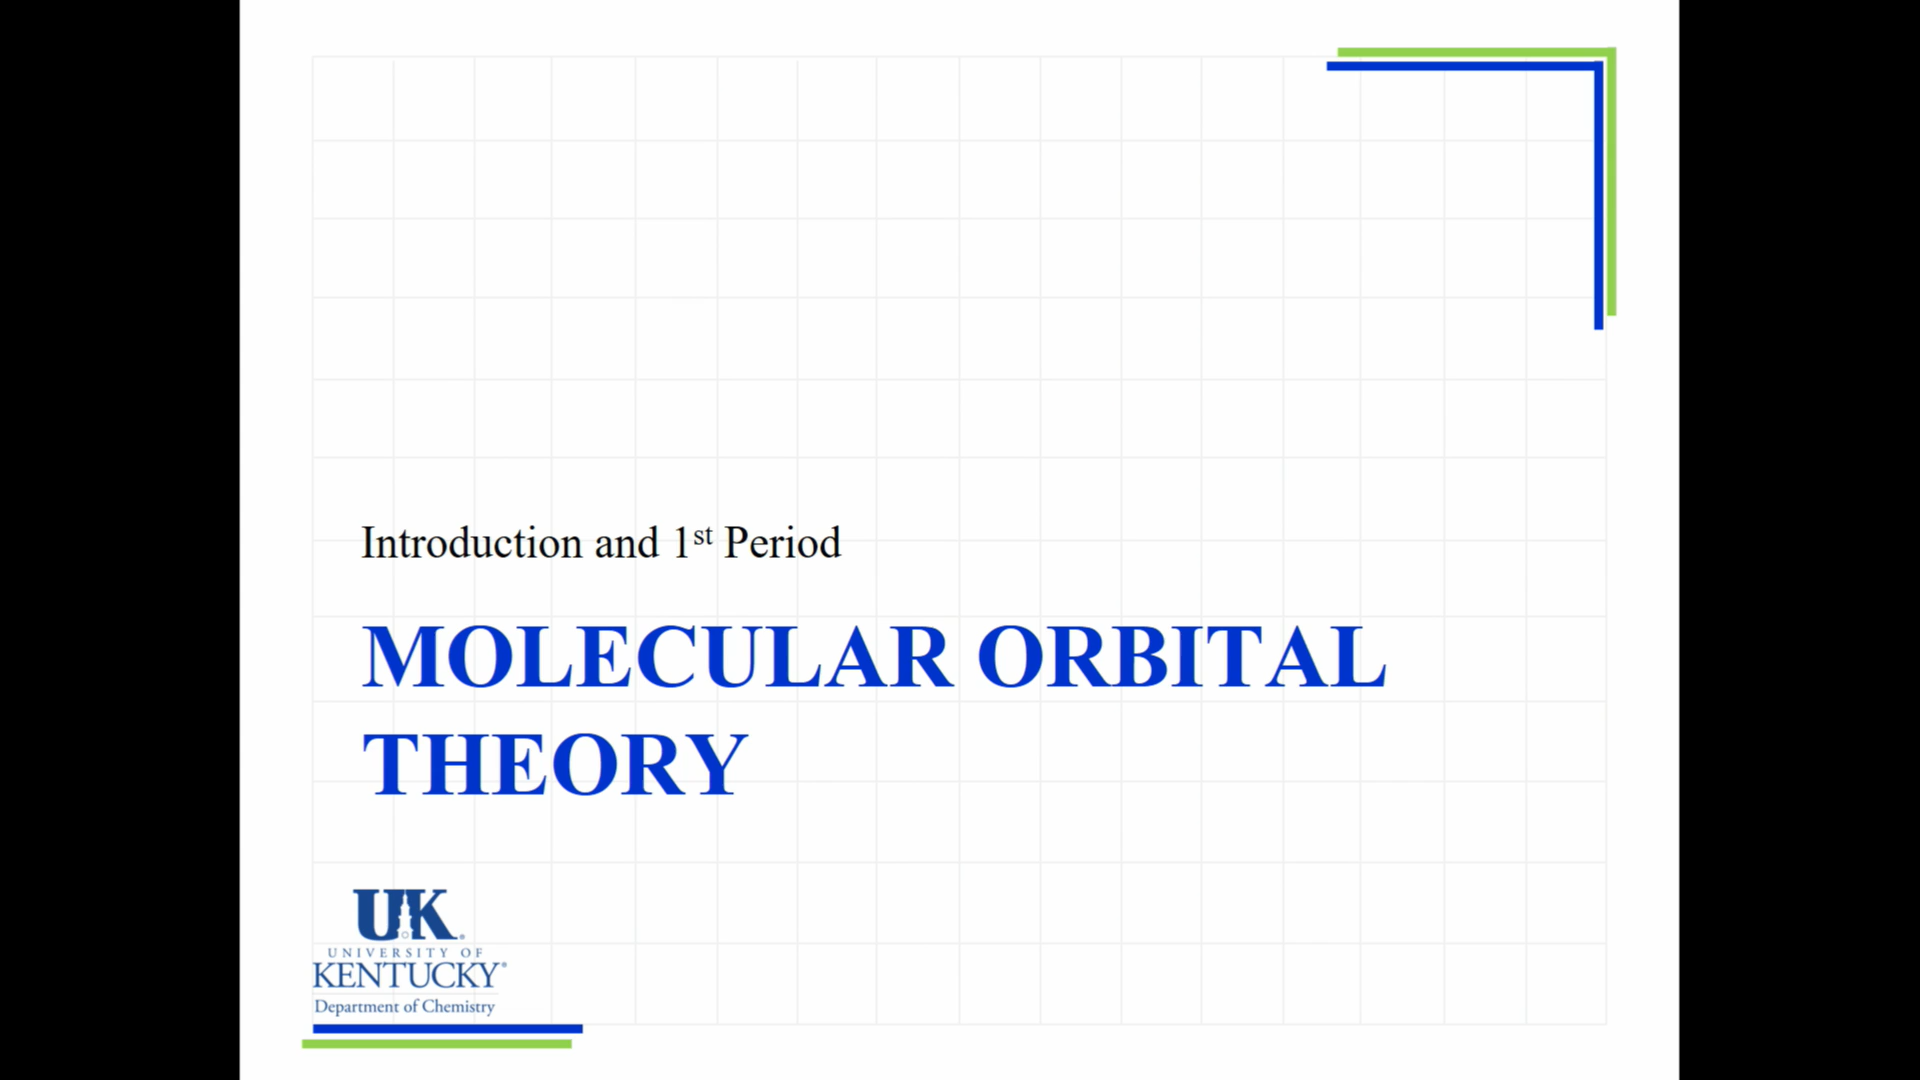 Introduction and 1st Period
MOLECULAR ORBITAL
THEORY
UK
UNIVERSITY OF
KENTUCKY
Department of Chemistry